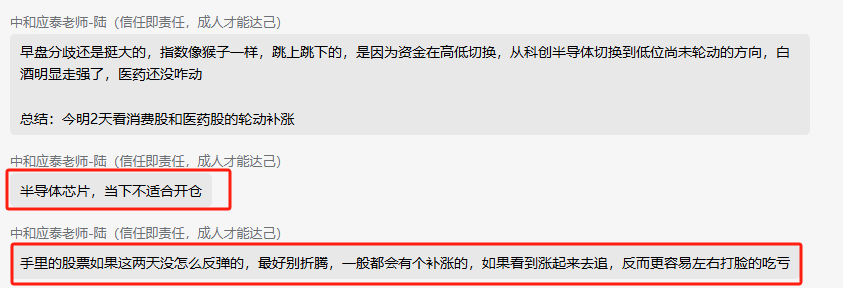 中和应泰老师-陆（信任即责任，成人才能达己）
早盘分歧还是挺大的，指数像猴子一样，跳上跳下的，是因为资金在高低切换，从科创半导体切换到低位尚未轮动的方向，白
酒明显走强了，医药还没咋动
总结：今明2天看消费股和医药股的轮动补涨
中和应泰老师-陆（信任即责任，成人才能达己）
半导体芯片，当下不适合开仓
中和应泰老师-陆（信任即责任，成人才能达己）
手里的股票如果这两天没怎么反弹的，最好别折腾，一般都会有个补涨的，如果看到涨起来去追，反而更容易左右打脸的吃亏